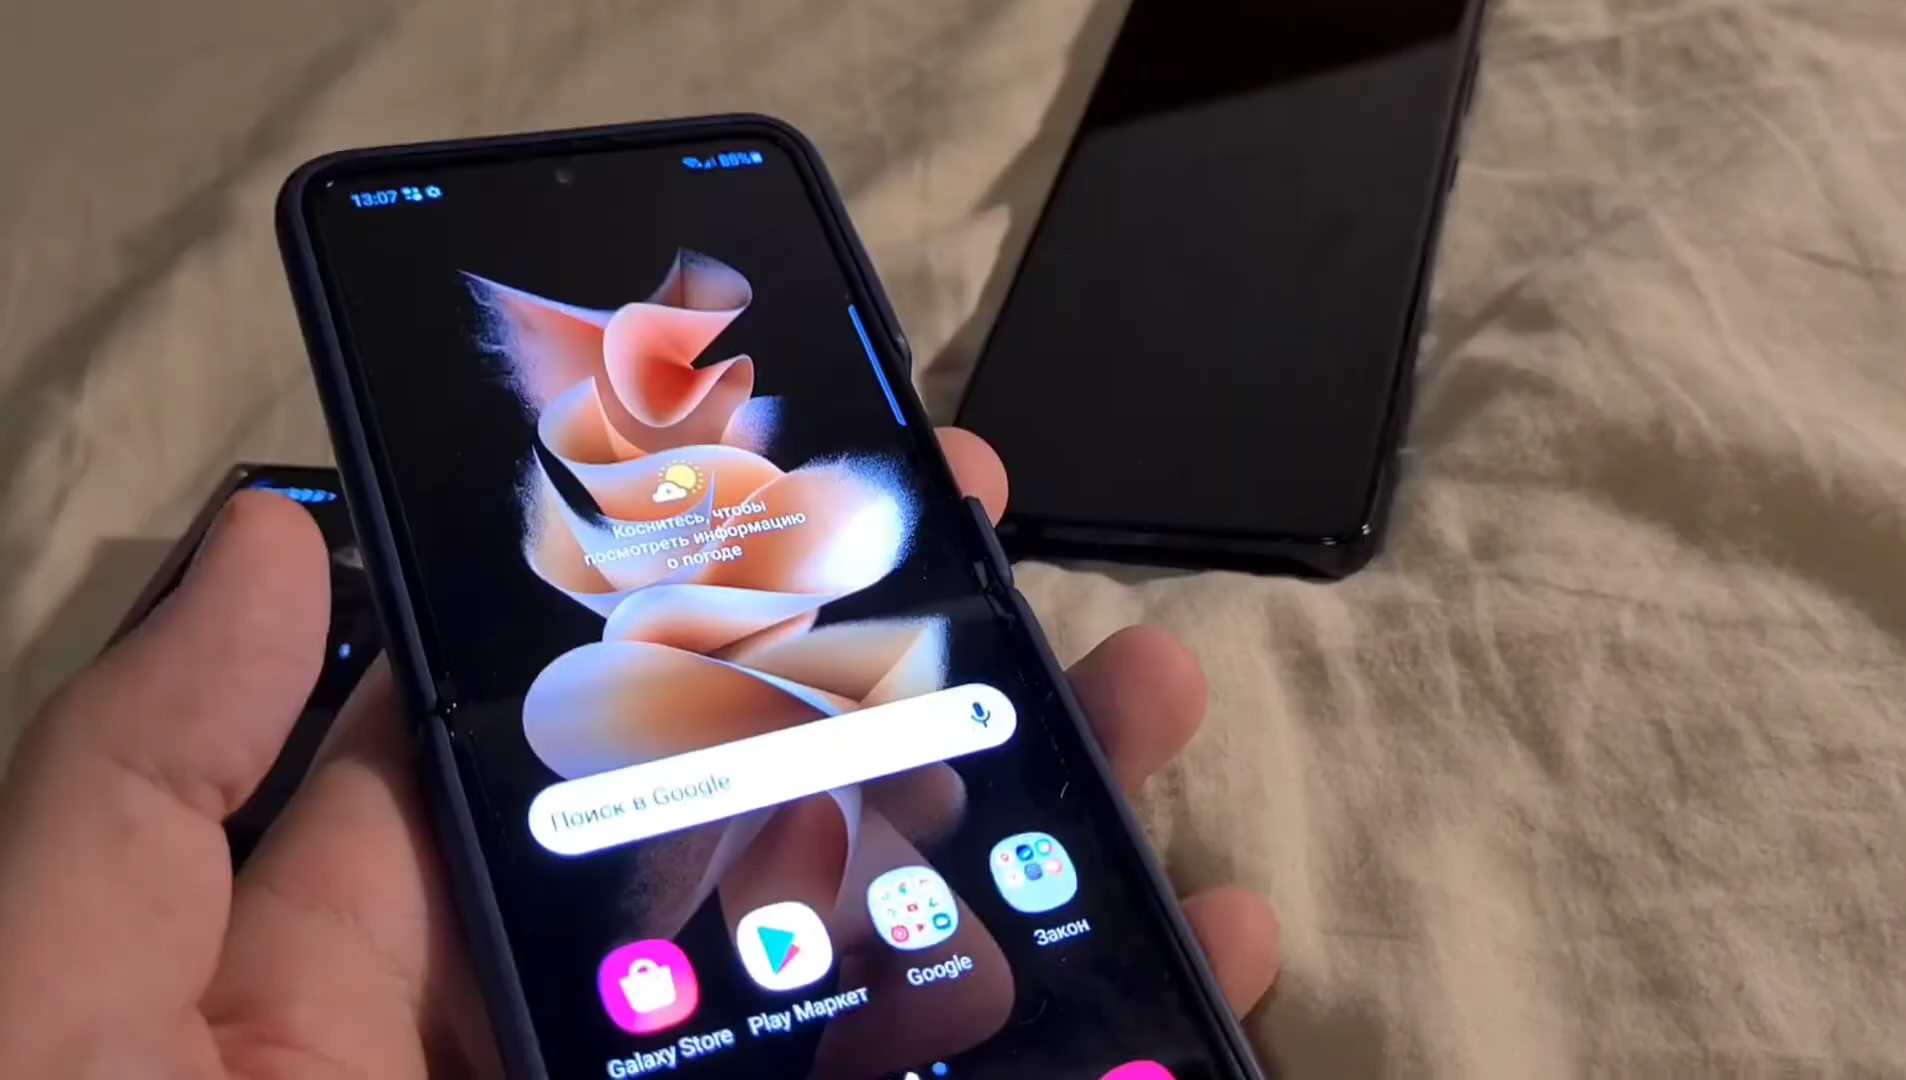 13:07
Коснитесь, чтобы
посмотреть информацию
о погоде
Поиск в Google
Galaxy Store
Play Маркет
Google
Закон